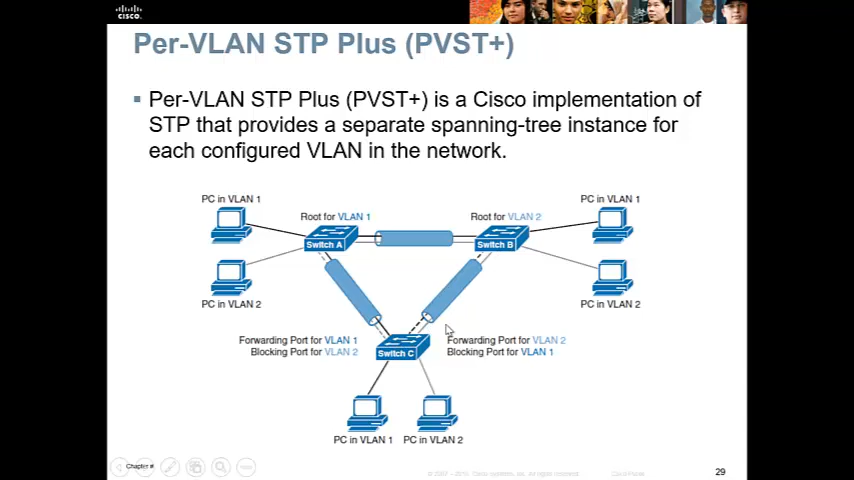 CISCO.
Per-VLAN STP Plus (PVST+)
Per-VLAN STP Plus (PVST+) is a Cisco implementation of
STP that provides a separate spanning-tree instance for
each configured VLAN in the network.
PC in VLAN 1
PC in VLAN 1
Root for VLAN 1
Root for VLAN 2
Switch A
Switch B
PC in VLAN 2
PC in VLAN 2
Forwarding Port for VLAN 1
Blocking Port for VLAN 2
Switch C
Forwarding Port for VLAN 2
Blocking Port for VLAN 1
PC in VLAN 1
PC in VLAN 2
Chapter #
Cisco Public
29